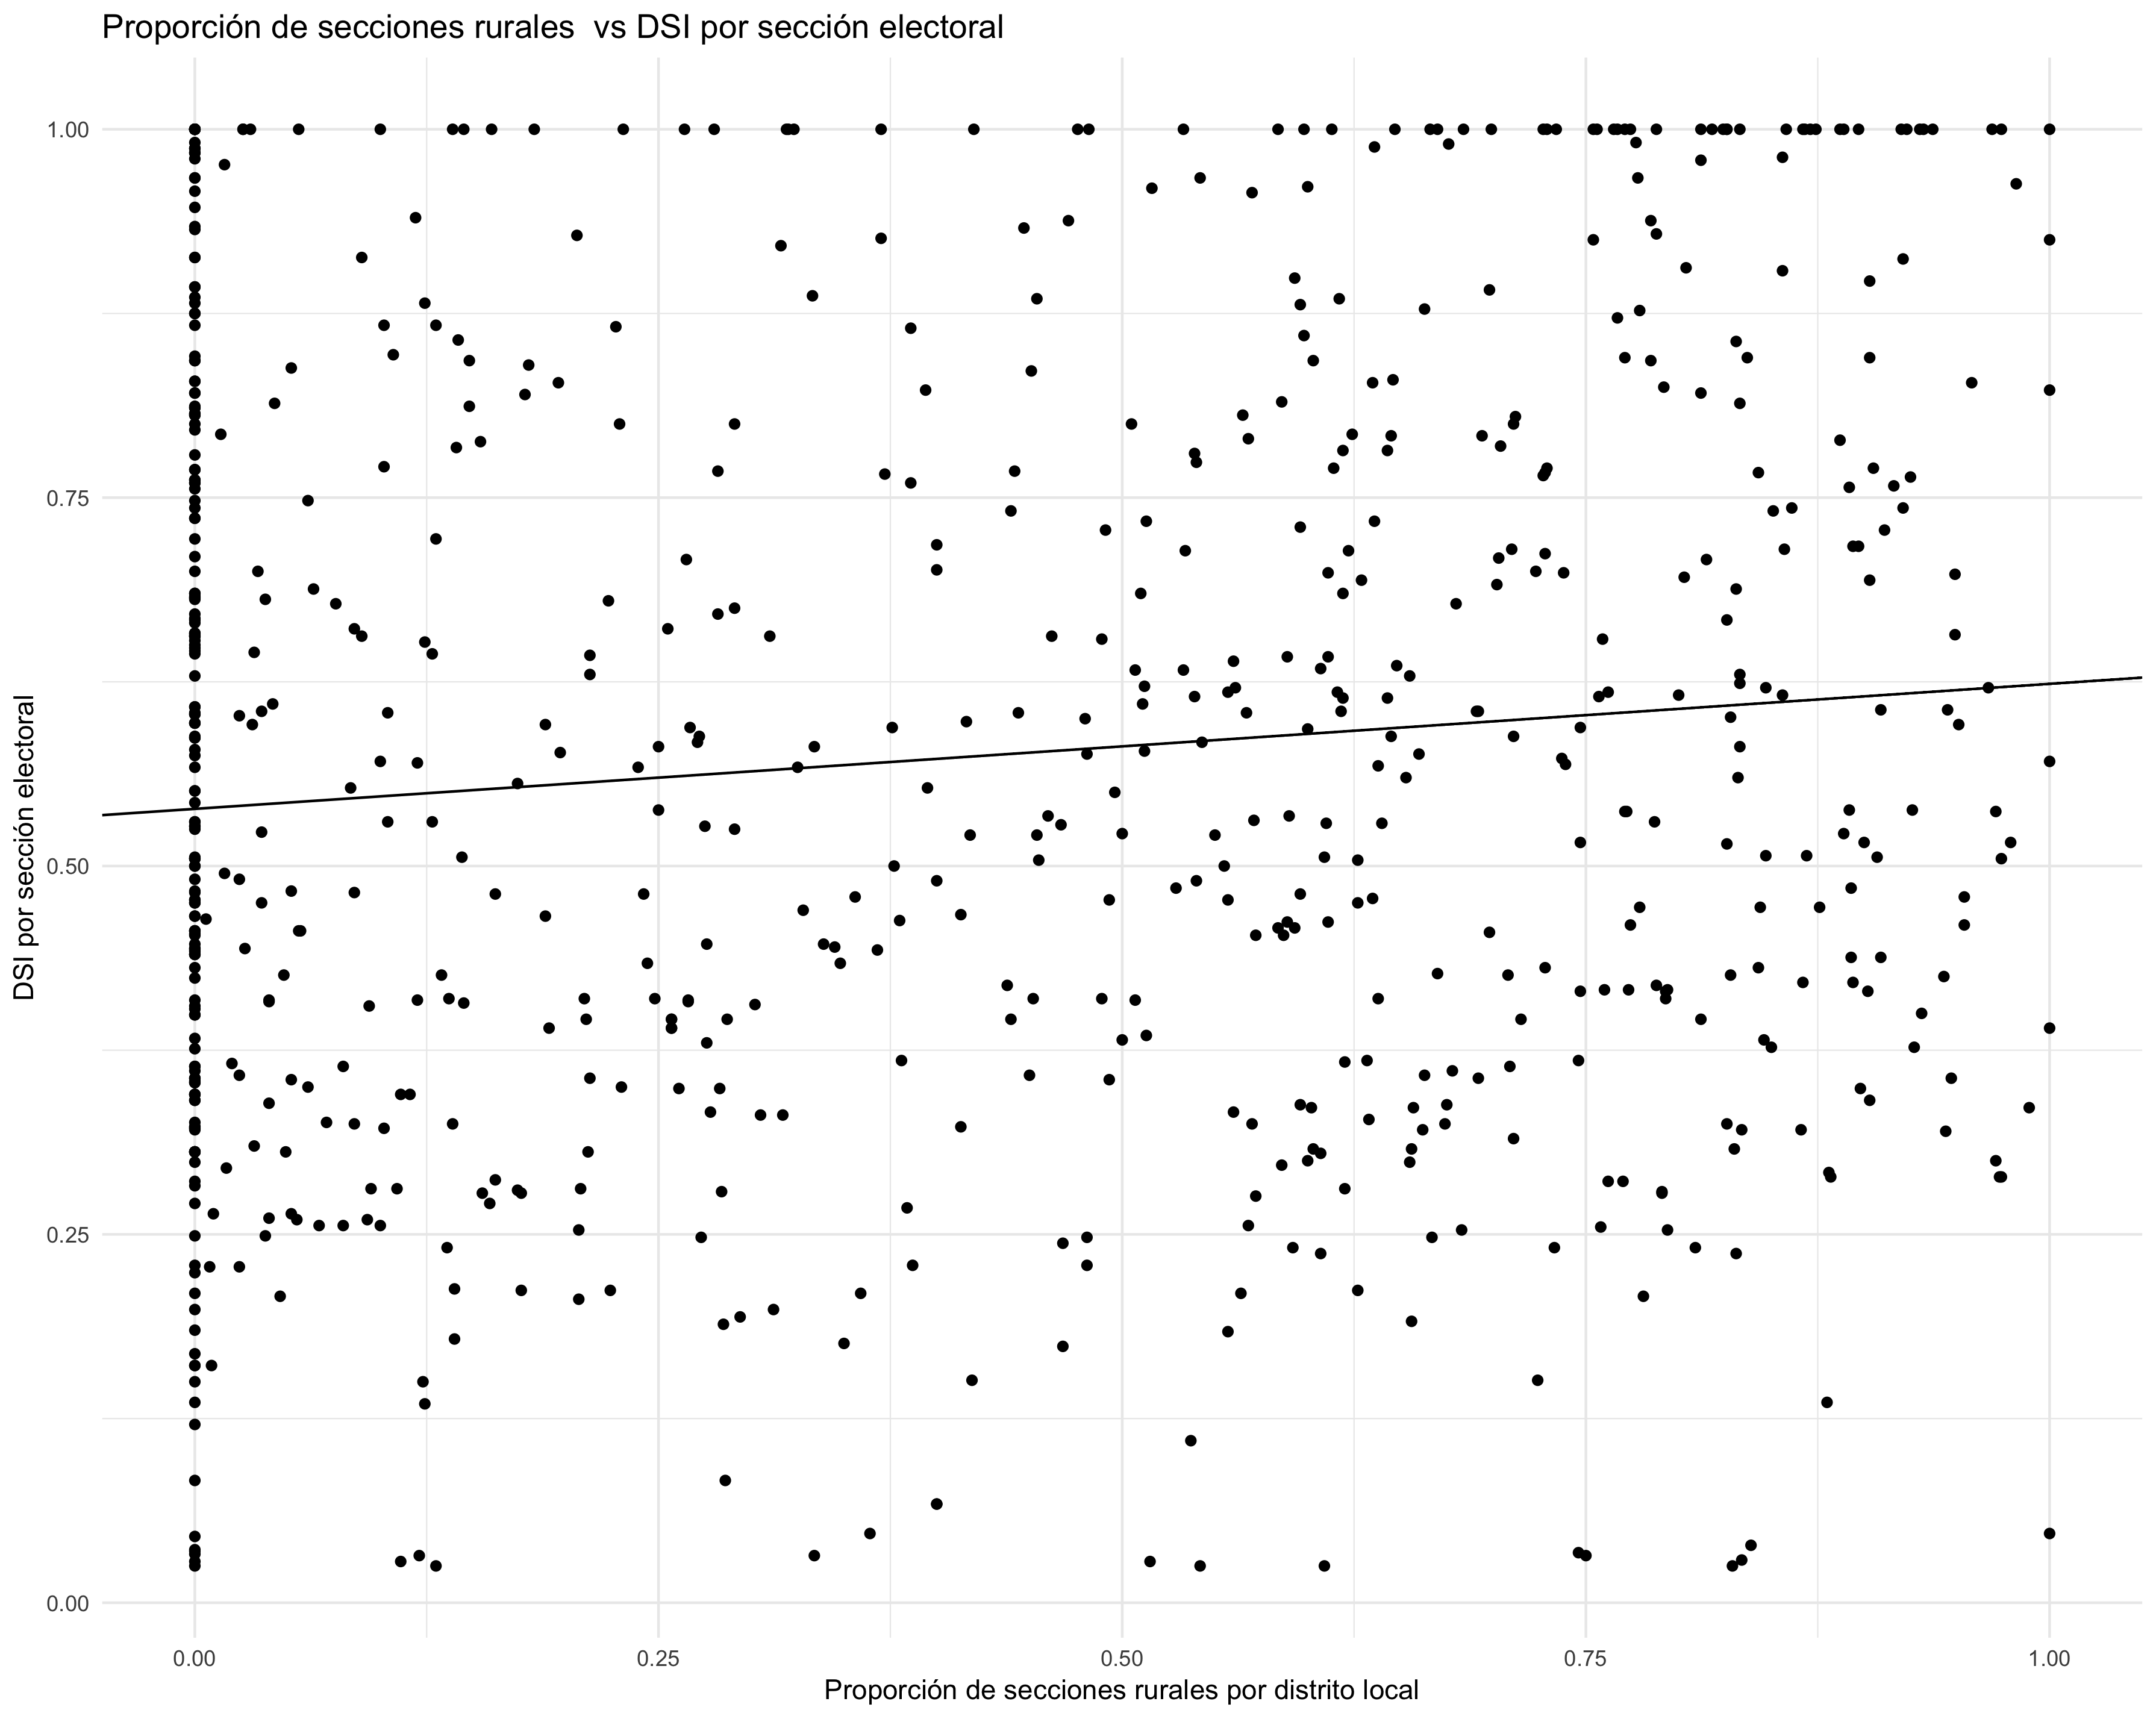 Proporción de secciones rurales  vs DSI por sección electoral
DSI por sección electoral
1.00
0.75
0.50
0.25
0.00
0.00 0.25 0.50 0.75 1.00
Proporción de secciones rurales por distrito local